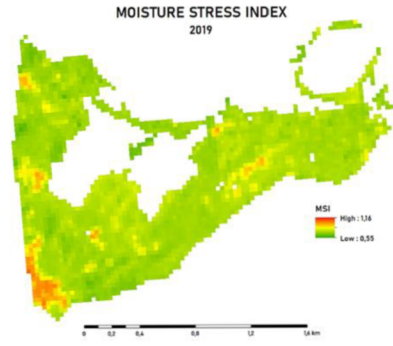 MOISTURE STRESS INDEX
2019
MSI
High : 1,16
Low : 0,55
0 0,2 0,4 0,8 1,2 1,6 km